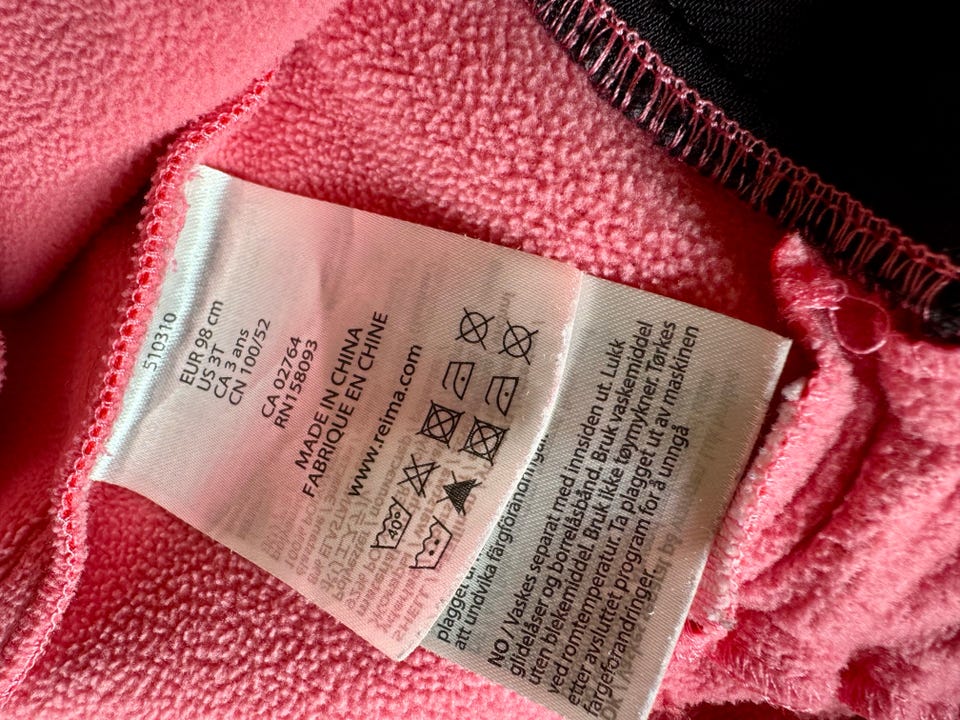 510310
EUR 98 cm
US 3T
CA 3 ans
CN 100/52
CA 02764
RN158093
MADE IN CHINA
FABRIQUE EN CHINE
www.reima.com
40°
plagget
att undvika färgförändringar.
NO / Vaskes separat med innsiden ut. Lukk
glidelåser og borrelåsbånd. Bruk vaskemiddel
uten blekemiddel. Bruk ikke tøymykner. Tørkes
ved romtemperatur. Ta plagget ut av maskinen
etter avsluttet program for å unngå
fargeforandringer.